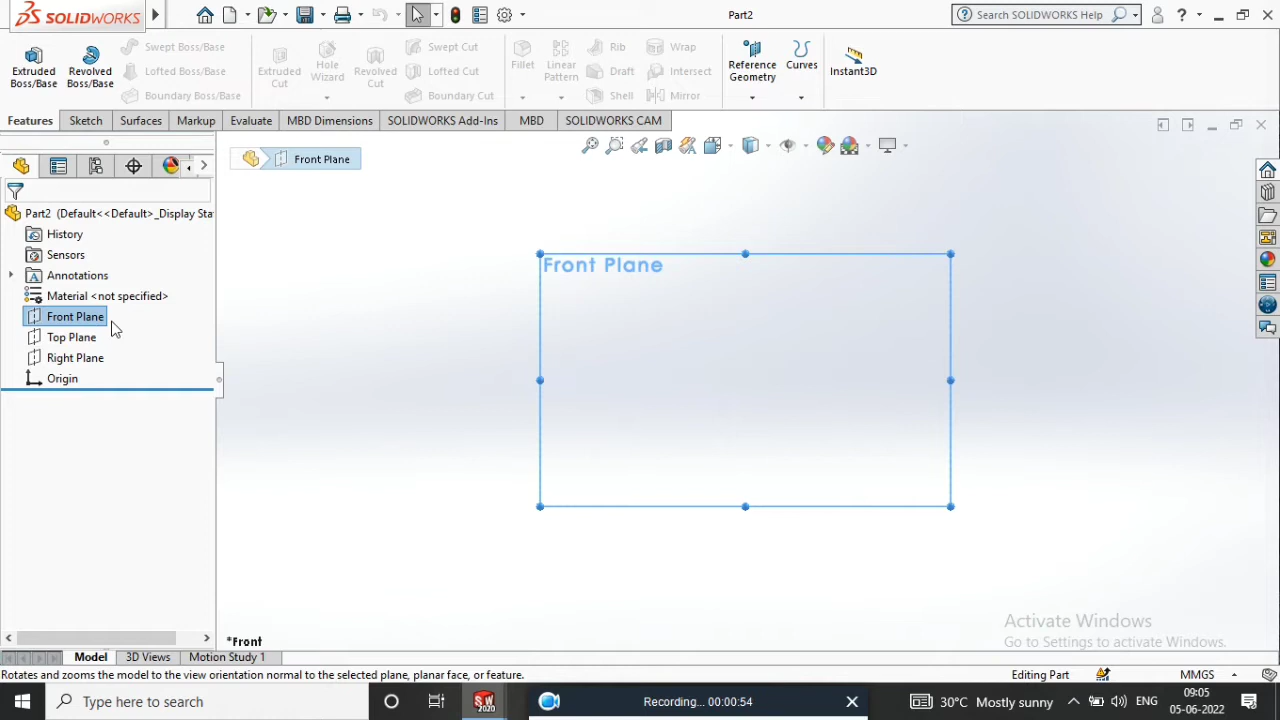 SOLIDWORKS
Part2
Search SOLIDWORKS Help
Extruded Boss/Base
Revolved Boss/Base
Swept Boss/Base
Lofted Boss/Base
Boundary Boss/Base
Extruded Cut
Hole Wizard
Revolved Cut
Swept Cut
Lofted Cut
Boundary Cut
Fillet
Linear Pattern
Rib
Draft
Shell
Wrap
Intersect
Mirror
Reference Geometry
Curves
Instant3D
Features Sketch Surfaces Markup Evaluate MBD Dimensions SOLIDWORKS Add-Ins MBD SOLIDWORKS CAM
Front Plane
Part2 (Default<<Default>_Display Sta
History
Sensors
Annotations
Material <not specified>
Front Plane
Top Plane
Right Plane
Origin
Front Plane
Activate Windows
Go to Settings to activate Windows.
*Front
Model 3D Views Motion Study 1
Rotates and zooms the model to the view orientation normal to the selected plane, planar face, or feature.
Editing Part
MMGS
Type here to search
SW
2020
Recording... 00:00:54
30°C Mostly sunny
ENG
09:05
05-06-2022